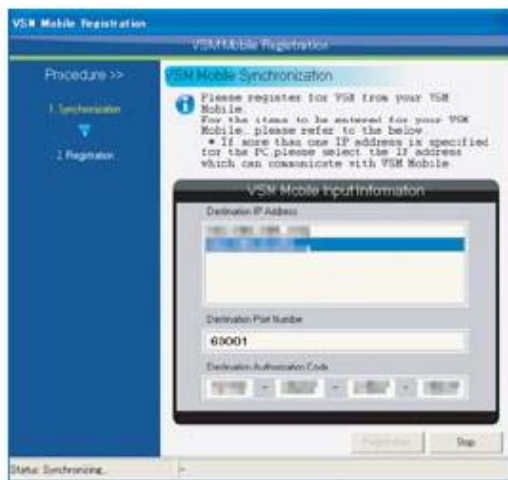 VSM Mobile Registration
VSM Mobile Registration
Procedure >>
1. Synchronization
2. Registration
VSM Mobile Synchronization
Please register for VSM from your VSM
Mobile
For the items to be entered for your VSM
Mobile, please refer to the below
• If more than one IP address is specified
for the PC please select the IP address
which can communicate with VSM Mobile
VSM Mobile Input Information
Destination IP Address
Destination Port Number
60001
Destination Authorization Code
- - -
Registration
Stop
Status: Synchronizing..